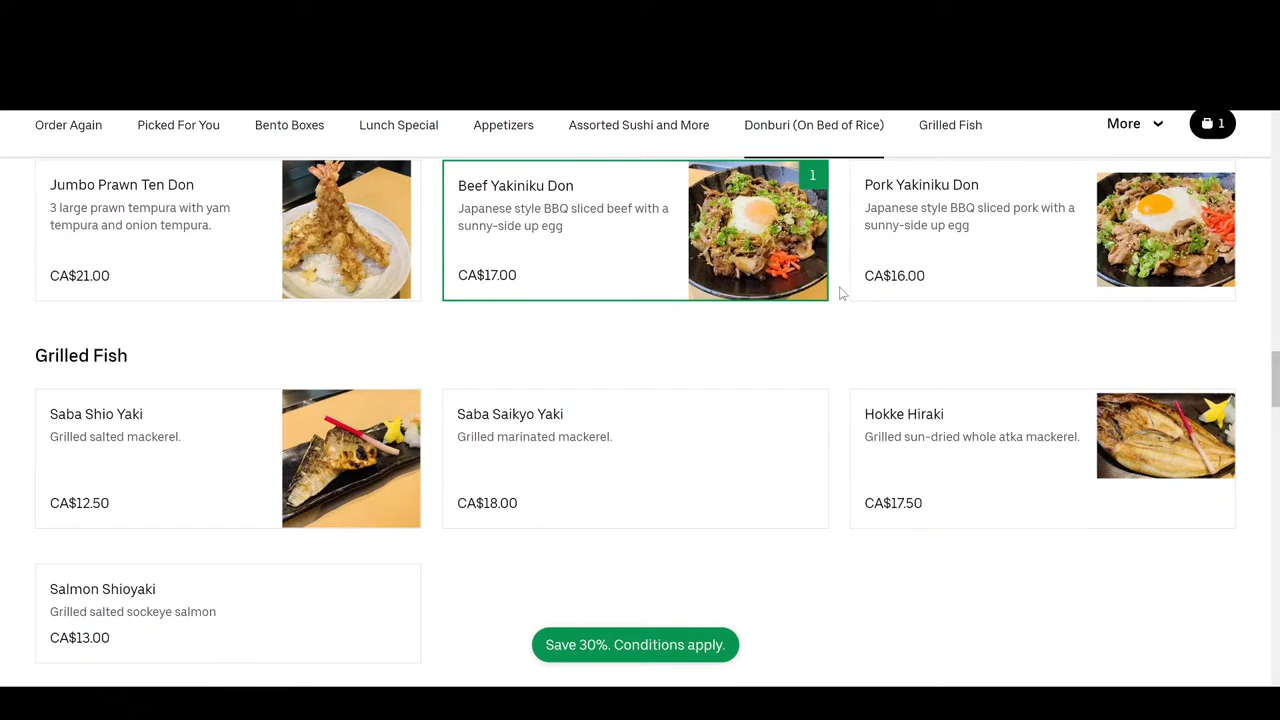 Order Again
Picked For You
Bento Boxes
Lunch Special
Appetizers
Assorted Sushi and More
Donburi (On Bed of Rice)
Grilled Fish
More
1
Jumbo Prawn Ten Don
3 large prawn tempura with yam
tempura and onion tempura.
CA$21.00
Beef Yakiniku Don
Japanese style BBQ sliced beef with a
sunny-side up egg
CA$17.00
1
Pork Yakiniku Don
Japanese style BBQ sliced pork with a
sunny-side up egg
CA$16.00
Grilled Fish
Saba Shio Yaki
Grilled salted mackerel.
CA$12.50
Saba Saikyo Yaki
Grilled marinated mackerel.
CA$18.00
Hokke Hiraki
Grilled sun-dried whole atka mackerel.
CA$17.50
Salmon Shioyaki
Grilled salted sockeye salmon
CA$13.00
Save 30%. Conditions apply.